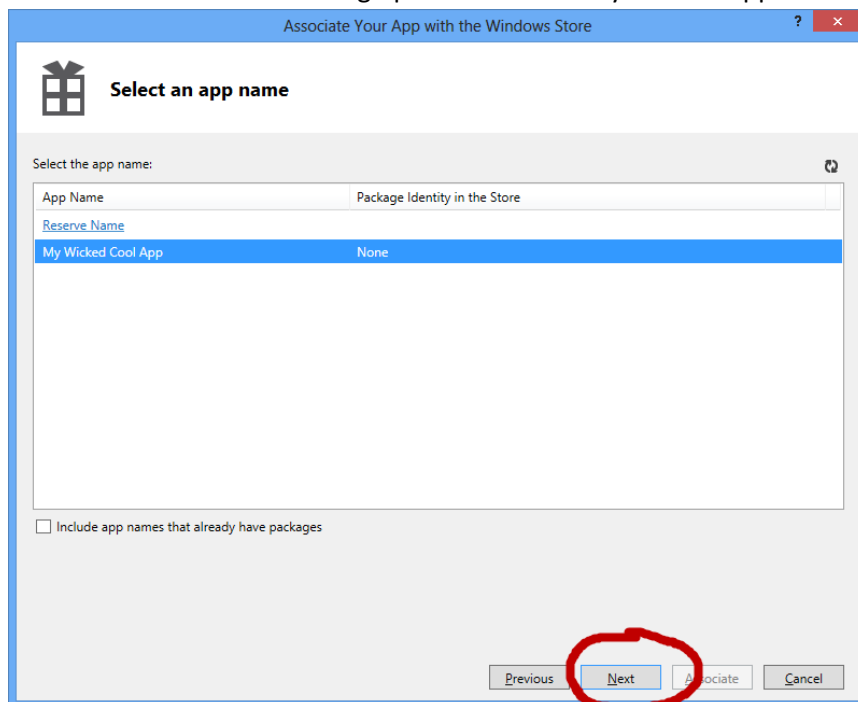 Associate Your App with the Windows Store ? ×
Select an app name
Select the app name:
App Name Package Identity in the Store
Reserve Name
My Wicked Cool App None
Include app names that already have packages
Previous Next Associate Cancel